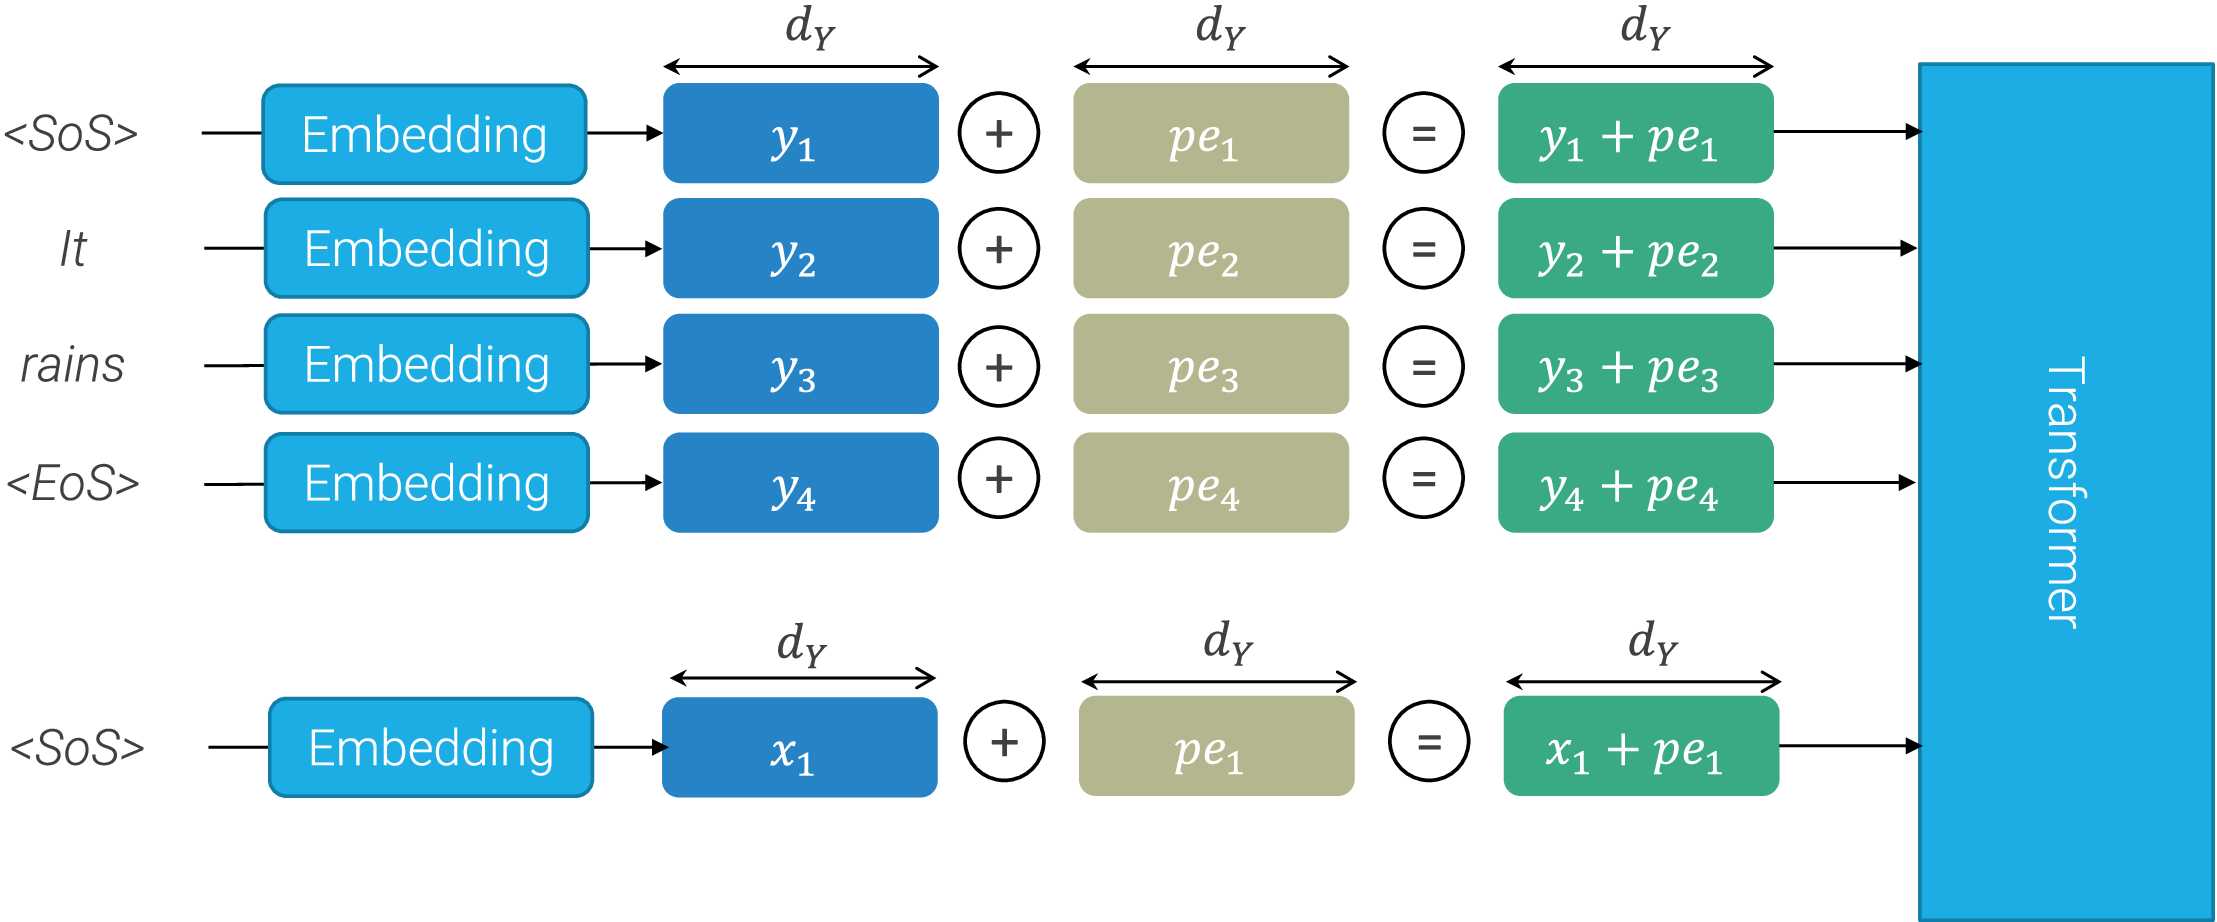 d_Y d_Y d_Y
<SoS> Embedding y_1 + pe_1 = y_1 + pe_1
It Embedding y_2 + pe_2 = y_2 + pe_2
rains Embedding y_3 + pe_3 = y_3 + pe_3
<EoS> Embedding y_4 + pe_4 = y_4 + pe_4
Transformer
d_Y d_Y d_Y
<SoS> Embedding x_1 + pe_1 = x_1 + pe_1